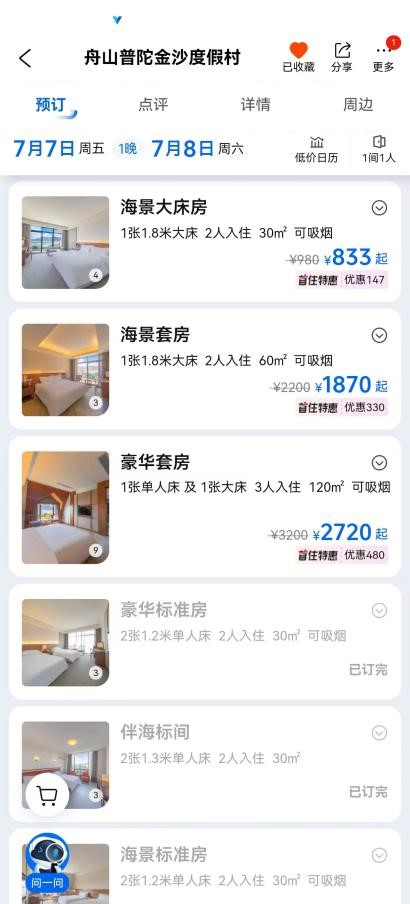 舟山普陀金沙度假村
已收藏
分享
更多
1
预订
点评
详情
周边
7月7日 周五 1晚 7月8日 周六
低价日历
1间1人
海景大床房
1张1.8米大床 2人入住 30㎡ 可吸烟
¥980 ¥833起
首住特惠 优惠147
4
海景套房
1张1.8米大床 2人入住 60㎡ 可吸烟
¥2200 ¥1870起
首住特惠 优惠330
3
豪华套房
1张单人床 及 1张大床 3人入住 120㎡ 可吸烟
¥3200 ¥2720起
首住特惠 优惠480
9
豪华标准房
2张1.2米单人床 2人入住 30㎡ 可吸烟
已订完
3
伴海标间
2张1.3米单人床 2人入住 30㎡
已订完
3
海景标准房
2张1.2米单人床 2人入住 30㎡ 可吸烟
问一问